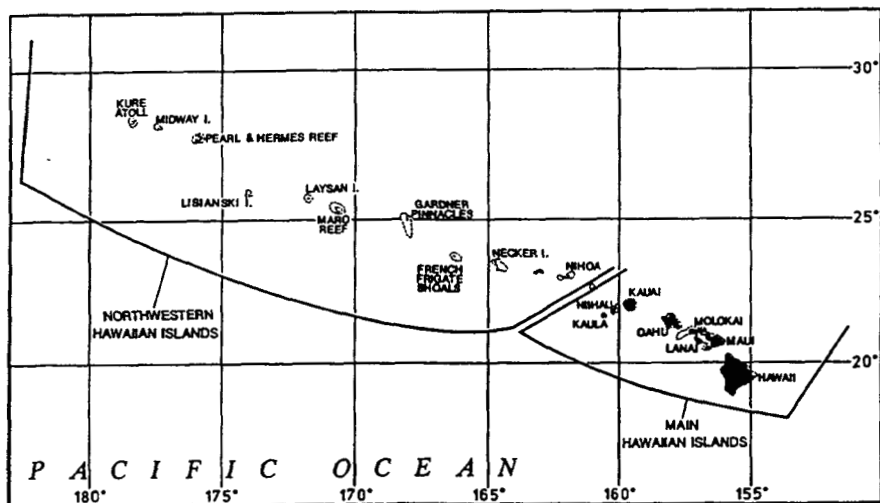 30°
KURE
ATOLL
MIDWAY I.
PEARL & HERMES REEF
LISIANSKI
I.
LAYSAN I.
MARO
REEF
GARDNER
PINNACLES
25°
FRENCH
FRIGATE
SHOALS
NECKER I.
NIHOA
NORTHWESTERN
HAWAIIAN ISLANDS
NIIHAU
KAULA
KAUAI
OAHU
MOLOKAI
LANAI
MAUI
HAWAII
20°
MAIN
HAWAIIAN ISLANDS
PACIFIC OCEAN
180°
175°
170°
165°
160°
155°